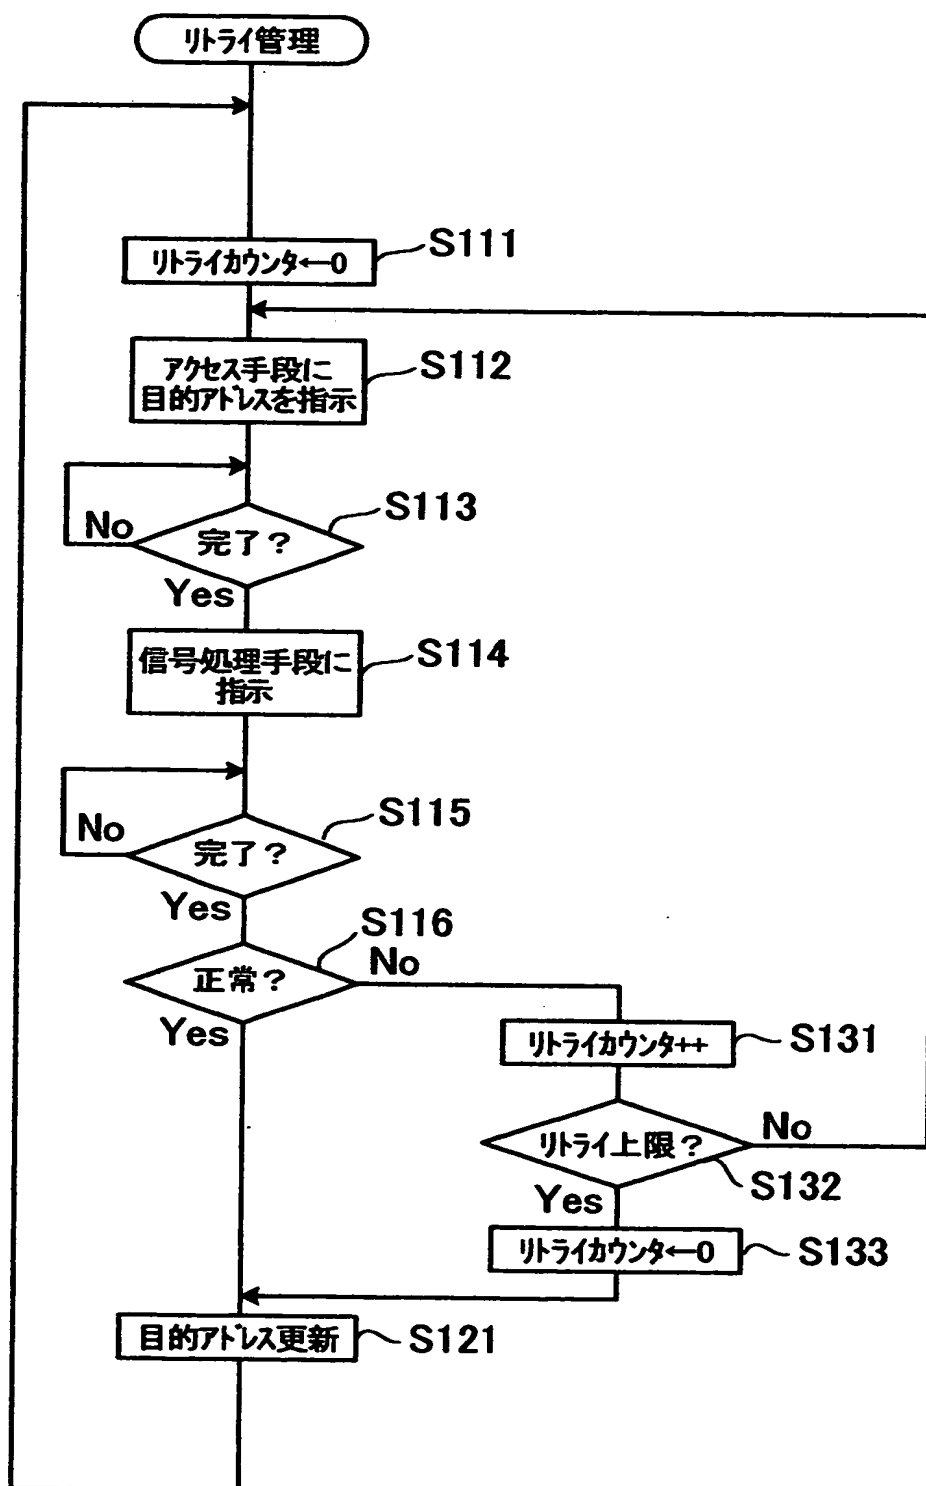 リトライ管理
リトライカウンタ←0
S111
アクセス手段に
目的アドレスを指示
S112
完了?
S113
No
Yes
信号処理手段に
指示
S114
完了?
S115
No
Yes
正常?
S116
No
Yes
リトライカウンタ++
S131
リトライ上限?
No
S132
Yes
リトライカウンタ←0
S133
目的アドレス更新
S121